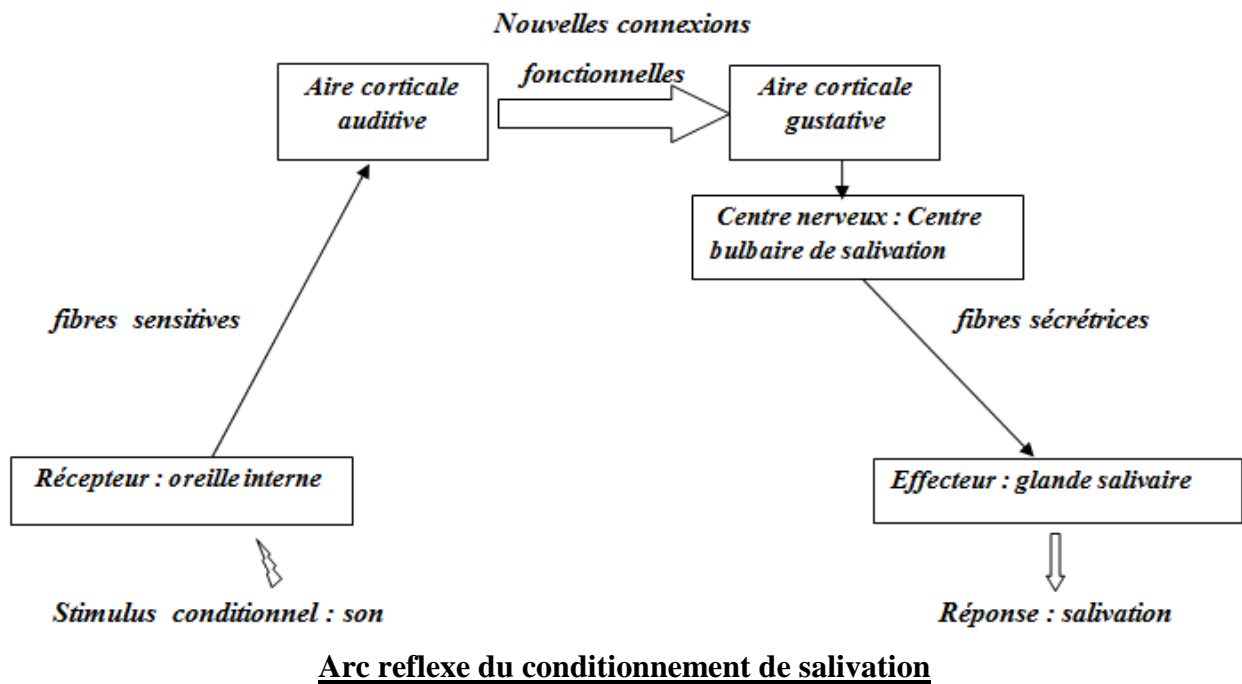 Nouvelles connexions
fonctionnelles
Aire corticale
auditive
Aire corticale
gustative
Centre nerveux : Centre
bulbaire de salivation
fibres sensitives
fibres sécrétrices
Récepteur : oreille interne
Effecteur : glande salivaire
Stimulus conditionnel : son
Réponse : salivation
Arc reflexe du conditionnement de salivation